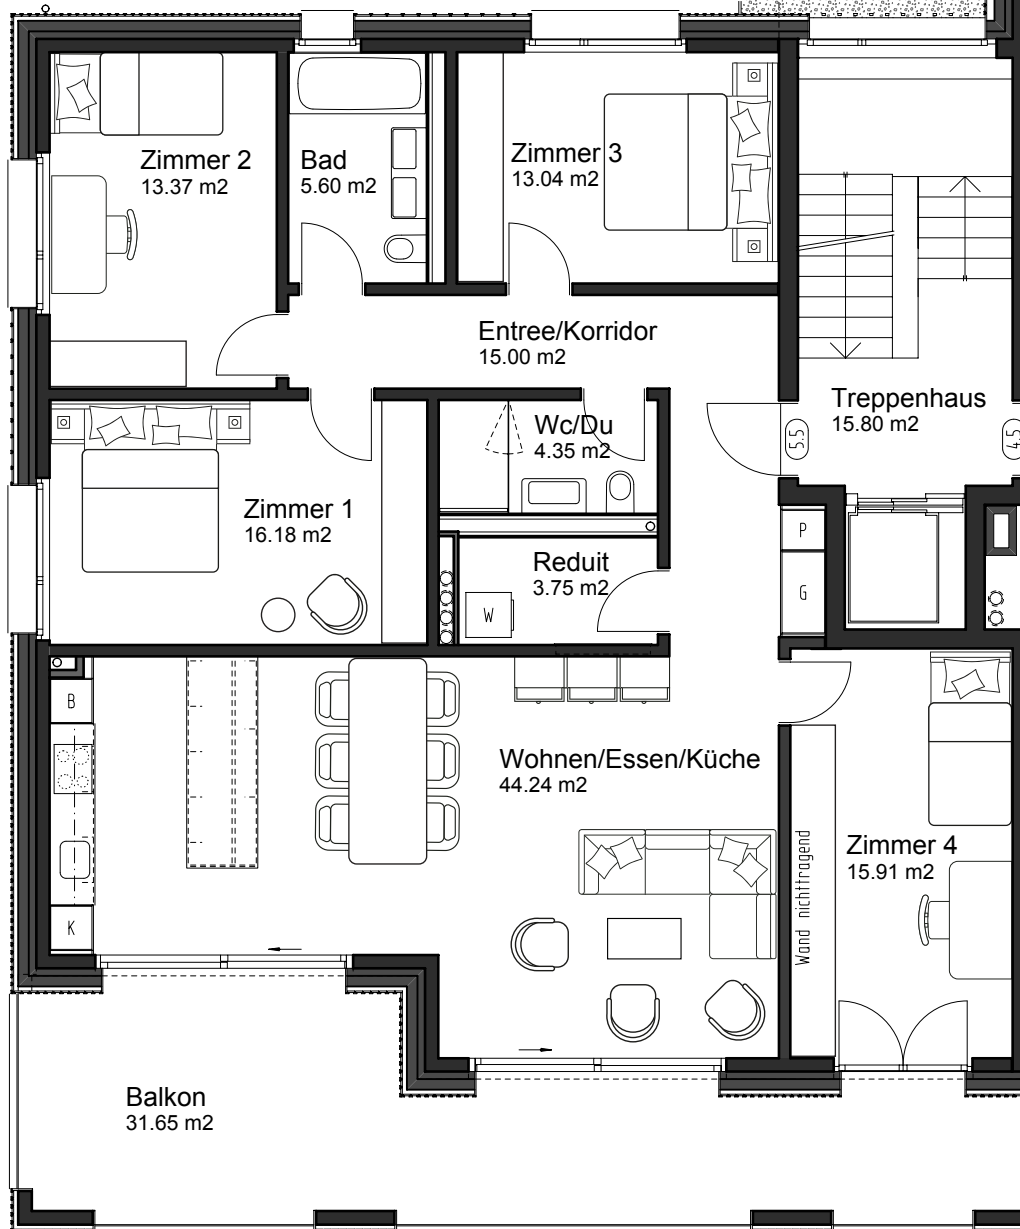 Zimmer 2
13.37 m2
Bad
5.60 m2
Zimmer 3
13.04 m2
Entree/Korridor
15.00 m2
Treppenhaus
15.80 m2
Wc/Du
4.35 m2
5.5
4.5
Zimmer 1
16.18 m2
Reduit
3.75 m2
P
G
W
B
Wohnen/Essen/Küche
44.24 m2
Zimmer 4
15.91 m2
Wand nichttragend
K
Balkon
31.65 m2